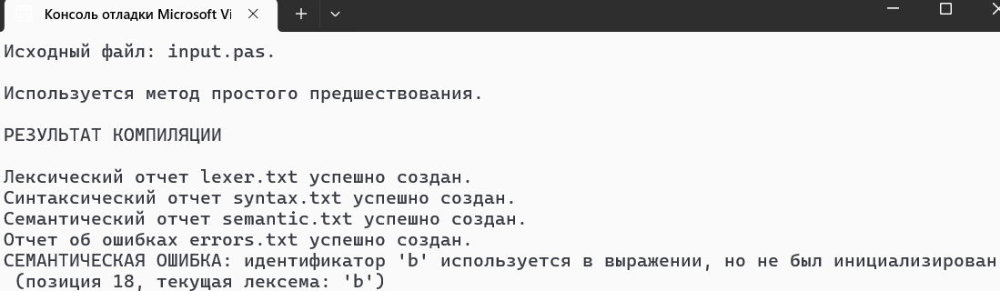 Консоль отладки Microsoft Vi
Исходный файл: input.pas.
Используется метод простого предшествования.
РЕЗУЛЬТАТ КОМПИЛЯЦИИ
Лексический отчет lexer.txt успешно создан.
Синтаксический отчет syntax.txt успешно создан.
Семантический отчет semantic.txt успешно создан.
Отчет об ошибках errors.txt успешно создан.
СЕМАНТИЧЕСКАЯ ОШИБКА: идентификатор 'b' используется в выражении, но не был инициализирован
(позиция 18, текущая лексема: 'b')